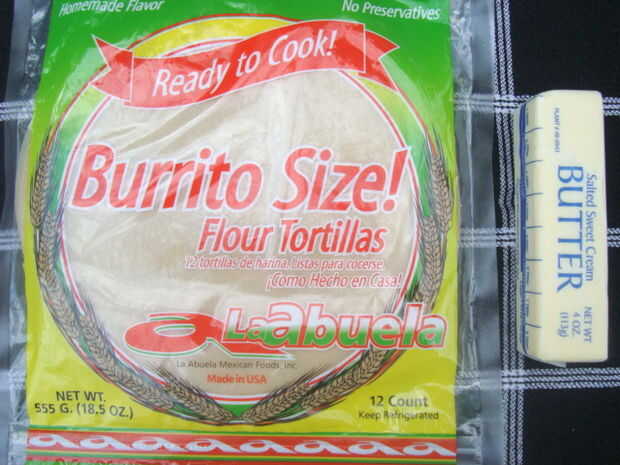 Homemade Flavor
No Preservatives
Ready to Cook!
Burrito Size!
Flour Tortillas
12 tortillas de harina. Listas para cocerse.
¡Como Hecho en Casa!
La abuela
La Abuela Mexican Foods, Inc.
Made in USA
NET WT.
555 G. (18.5 OZ.)
12 Count
Keep Refrigerated
Salted Sweet Cream
BUTTER
NET WT
4 OZ.
(113g)